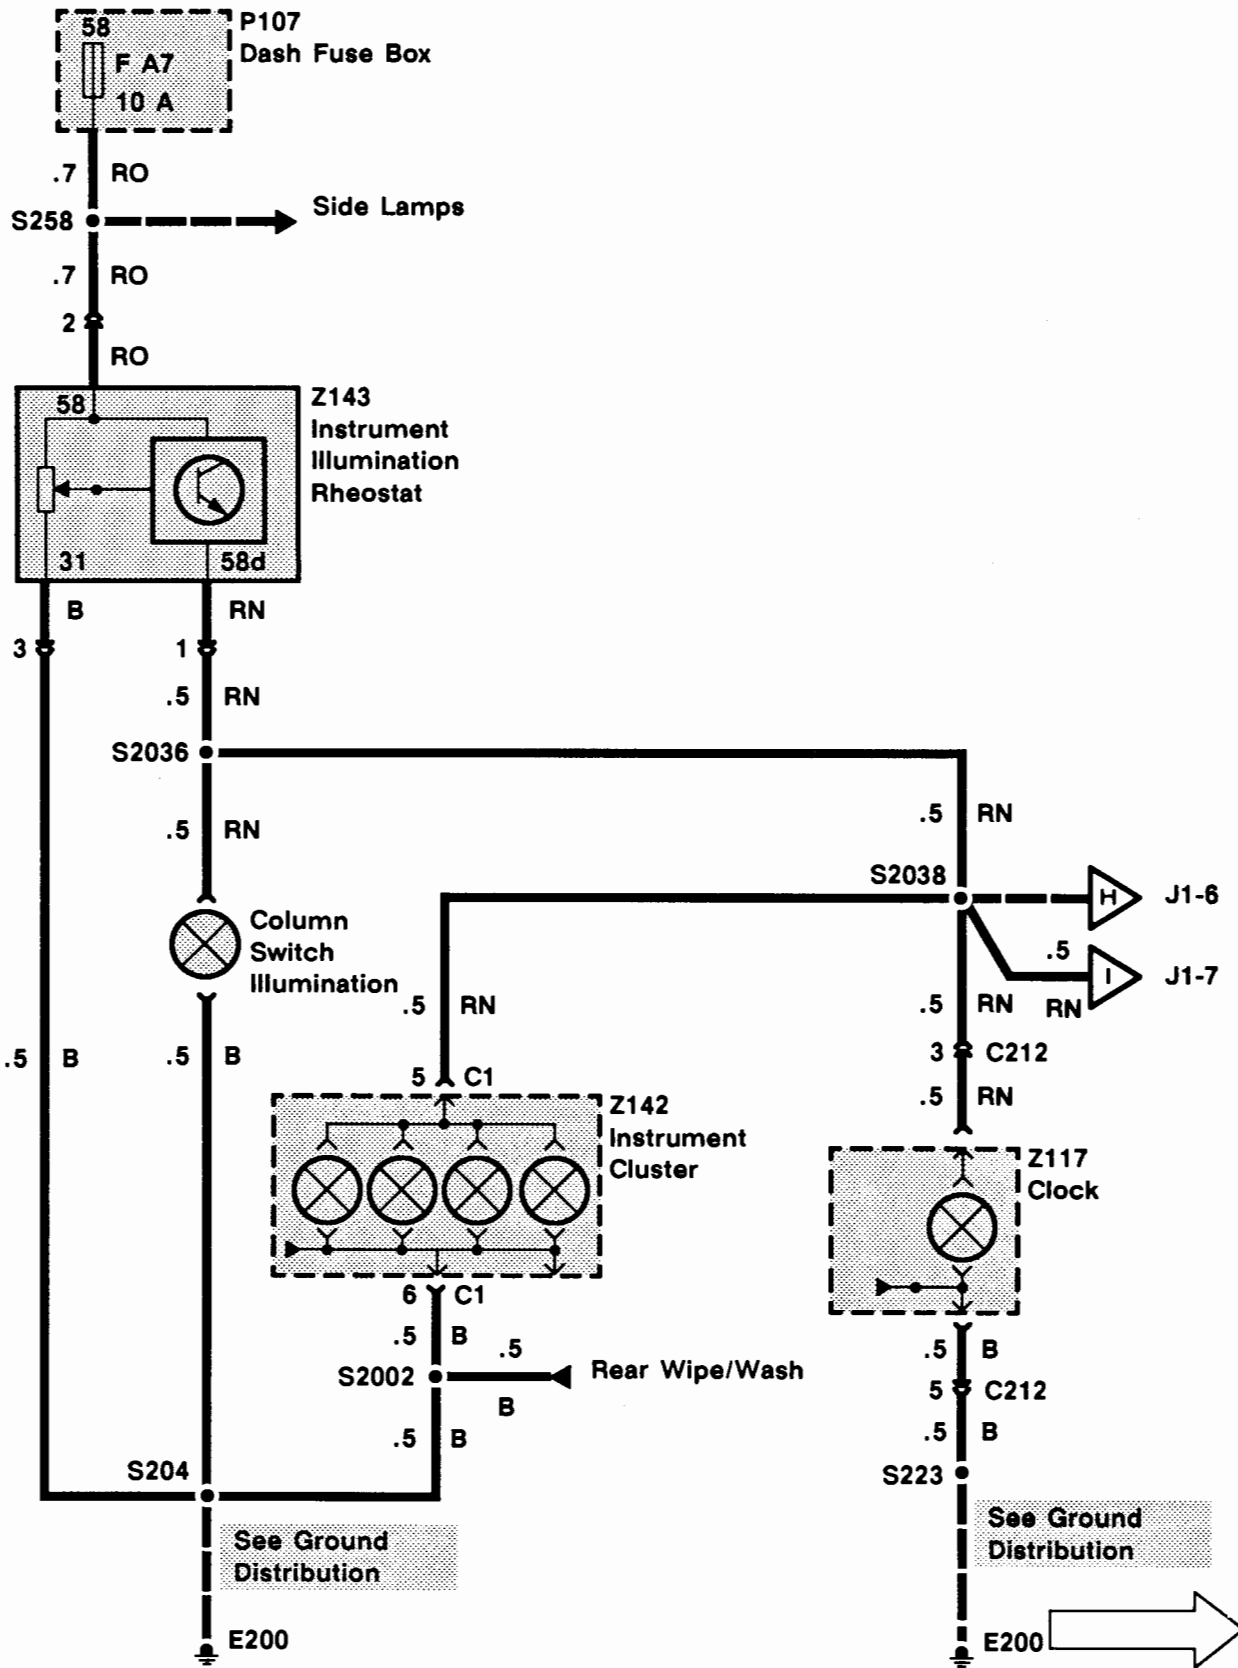 58
P107
Dash Fuse Box
F A7
10 A
.7 RO
S258
Side Lamps
.7 RO
2
RO
58
Z143
Instrument
Illumination
Rheostat
31
58d
B
RN
3
1
.5 RN
S2036
.5 RN
.5 RN
S2038
H
J1-6
Column
Switch
Illumination
.5
I
J1-7
.5 RN
.5 RN
RN
.5 B
.5 B
3 C212
5 C1
.5 RN
Z142
Instrument
Cluster
Z117
Clock
6 C1
.5 B
.5
S2002
Rear Wipe/Wash
B
.5 B
5 C212
.5 B
.5 B
S204
S223
See Ground
Distribution
See Ground
Distribution
E200
E200